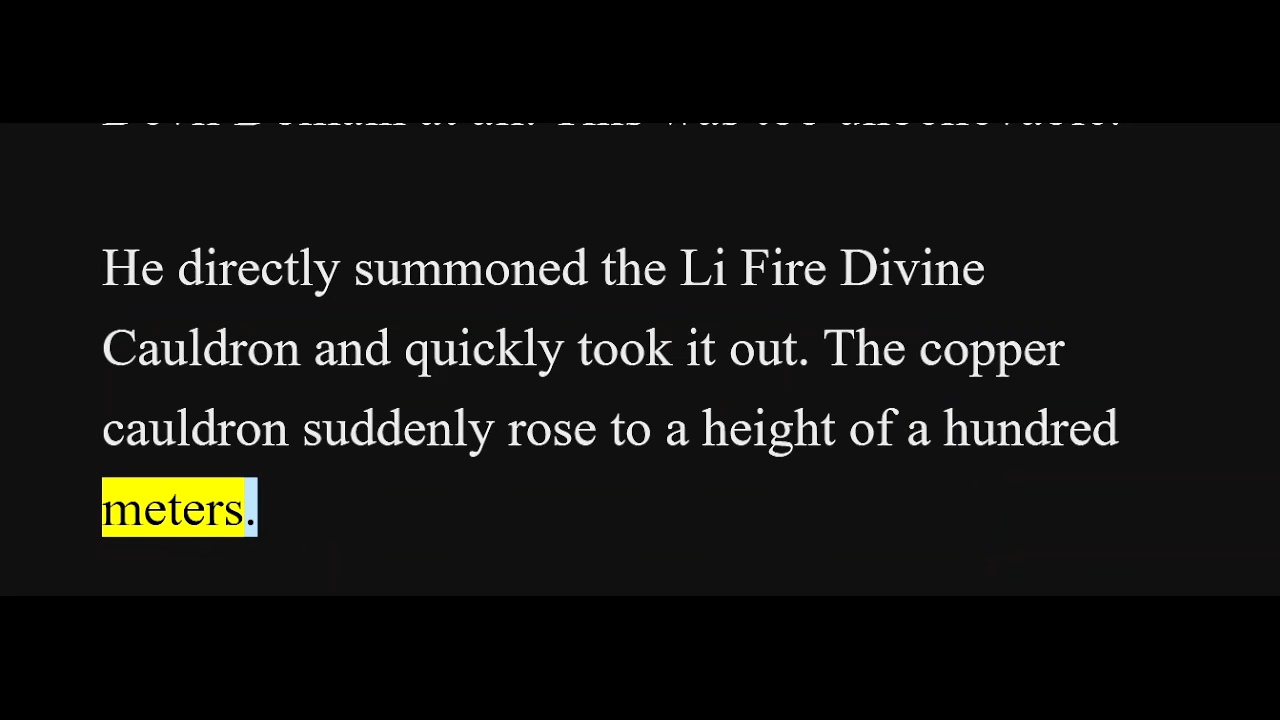 He directly summoned the Li Fire Divine
Cauldron and quickly took it out. The copper
cauldron suddenly rose to a height of a hundred
meters.